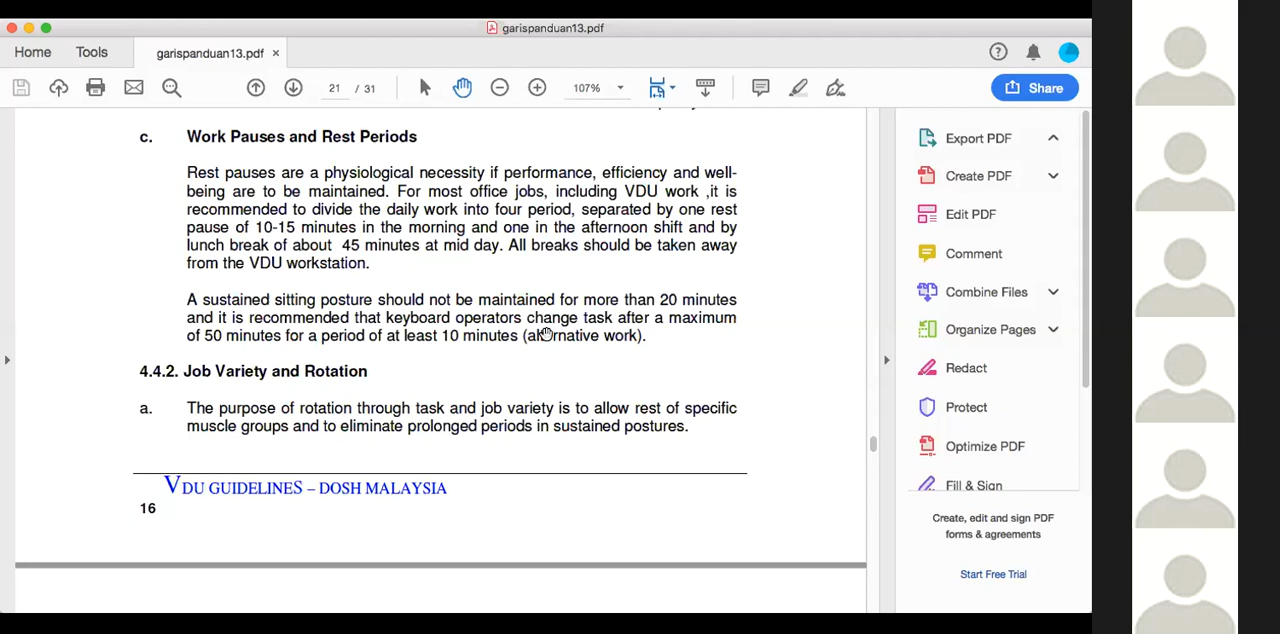 garispanduan13.pdf
Home Tools garispanduan13.pdf ×
21 / 31 107% Share
c. Work Pauses and Rest Periods
Rest pauses are a physiological necessity if performance, efficiency and well-
being are to be maintained. For most office jobs, including VDU work ,it is
recommended to divide the daily work into four period, separated by one rest
pause of 10-15 minutes in the morning and one in the afternoon shift and by
lunch break of about 45 minutes at mid day. All breaks should be taken away
from the VDU workstation.
A sustained sitting posture should not be maintained for more than 20 minutes
and it is recommended that keyboard operators change task after a maximum
of 50 minutes for a period of at least 10 minutes (alternative work).
4.4.2. Job Variety and Rotation
a. The purpose of rotation through task and job variety is to allow rest of specific
muscle groups and to eliminate prolonged periods in sustained postures.
VDU GUIDELINES – DOSH MALAYSIA
16
Export PDF
Create PDF
Edit PDF
Comment
Combine Files
Organize Pages
Redact
Protect
Optimize PDF
Fill & Sign
Create, edit and sign PDF
forms & agreements
Start Free Trial